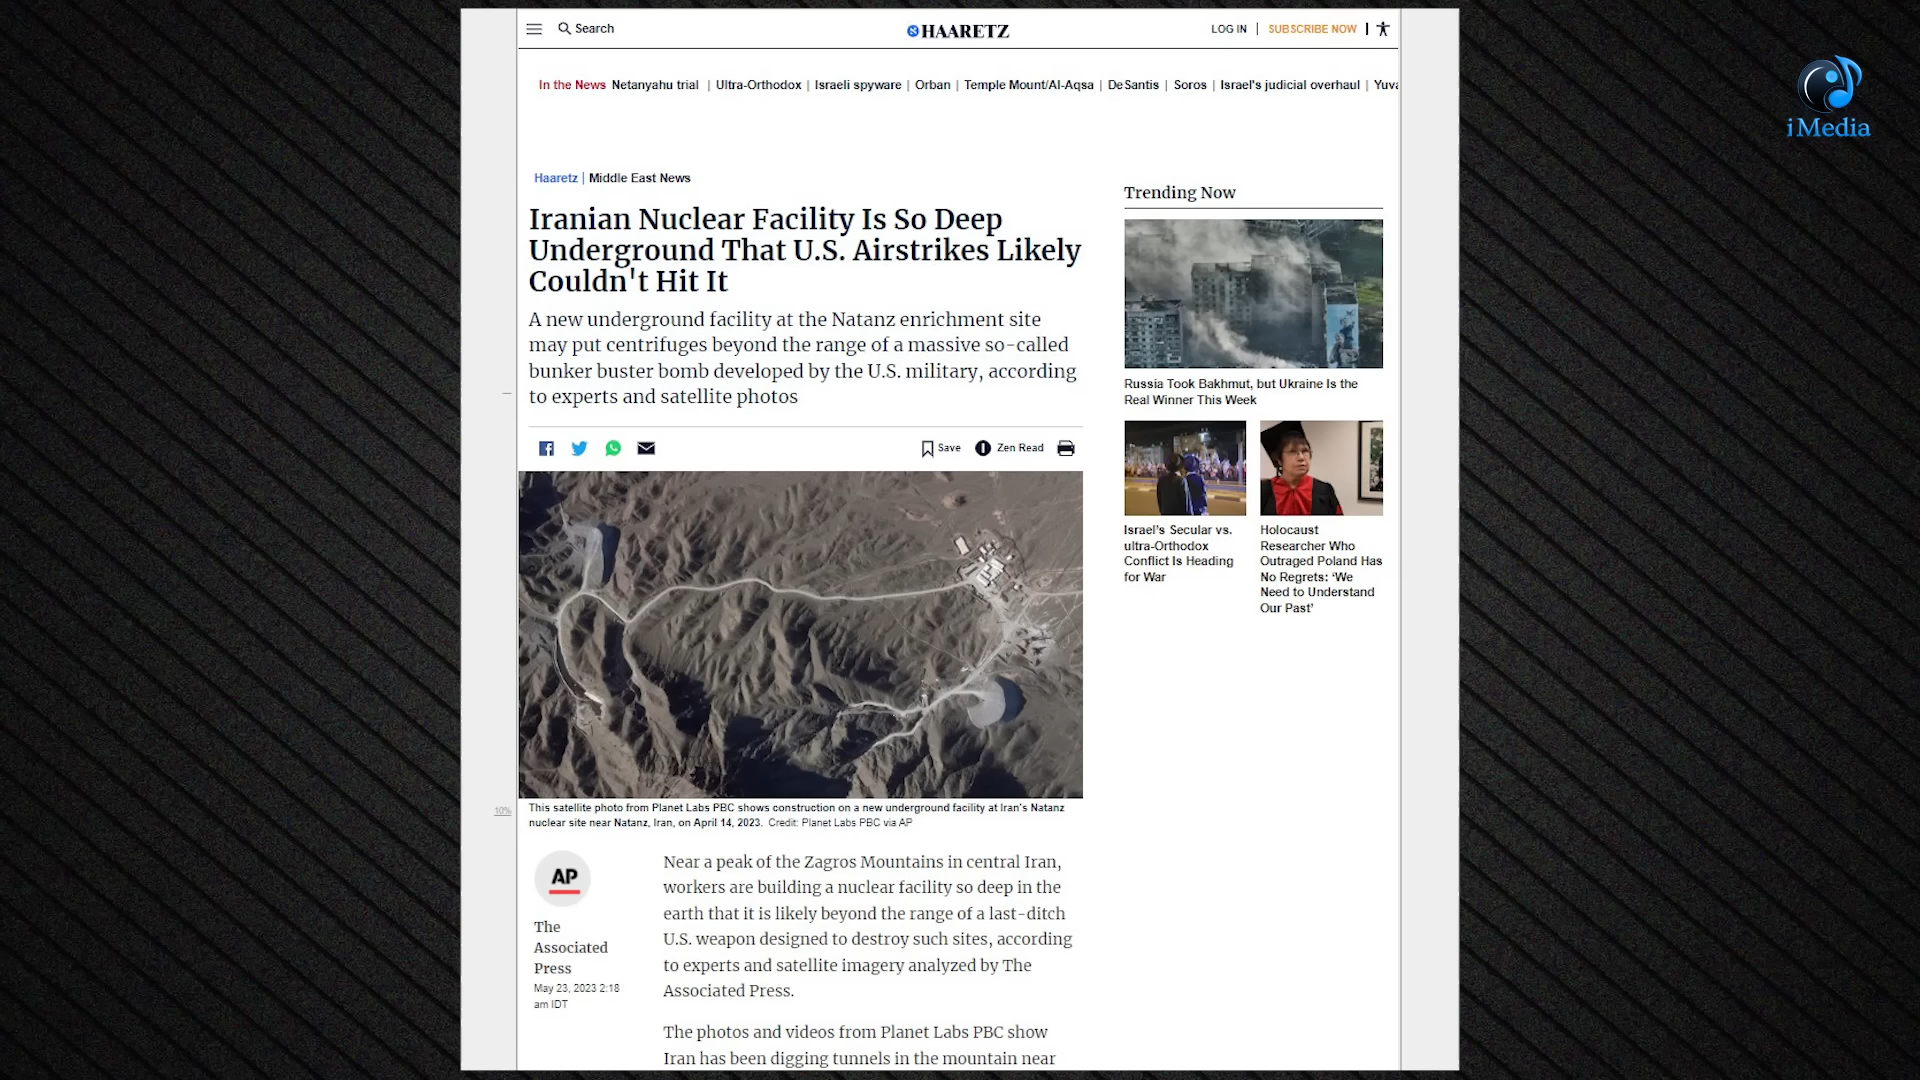 Search
HAARETZ
LOG IN | SUBSCRIBE NOW |
In the News Netanyahu trial | Ultra-Orthodox | Israeli spyware | Orban | Temple Mount/Al-Aqsa | DeSantis | Soros | Israel's judicial overhaul | Yuva
iMedia
Haaretz | Middle East News
Iranian Nuclear Facility Is So Deep
Underground That U.S. Airstrikes Likely
Couldn't Hit It
A new underground facility at the Natanz enrichment site
may put centrifuges beyond the range of a massive so-called
bunker buster bomb developed by the U.S. military, according
to experts and satellite photos
Save
Zen Read
This satellite photo from Planet Labs PBC shows construction on a new underground facility at Iran's Natanz
nuclear site near Natanz, Iran, on April 14, 2023. Credit: Planet Labs PBC via AP
10%
AP
The
Associated
Press
May 23, 2023 2:18
am IDT
Near a peak of the Zagros Mountains in central Iran,
workers are building a nuclear facility so deep in the
earth that it is likely beyond the range of a last-ditch
U.S. weapon designed to destroy such sites, according
to experts and satellite imagery analyzed by The
Associated Press.
The photos and videos from Planet Labs PBC show
Iran has been digging tunnels in the mountain near
Trending Now
Russia Took Bakhmut, but Ukraine Is the
Real Winner This Week
Israel's Secular vs.
ultra-Orthodox
Conflict Is Heading
for War
Holocaust
Researcher Who
Outraged Poland Has
No Regrets: ‘We
Need to Understand
Our Past’